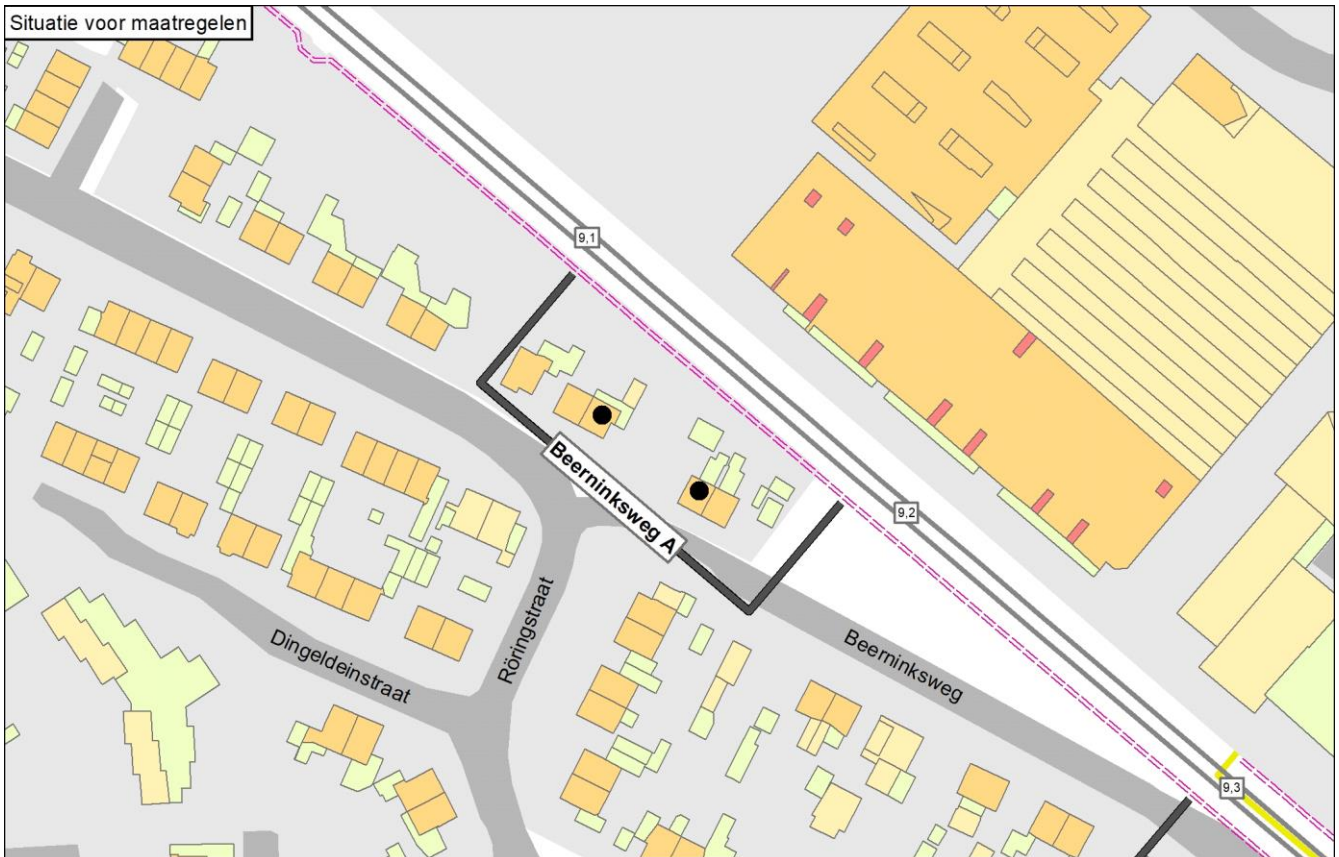 Situatie voor maatregelen
9,1
Beerninksweg A
9,2
Röringstraat
Dingeldeinstraat
Beerninksweg
9,3